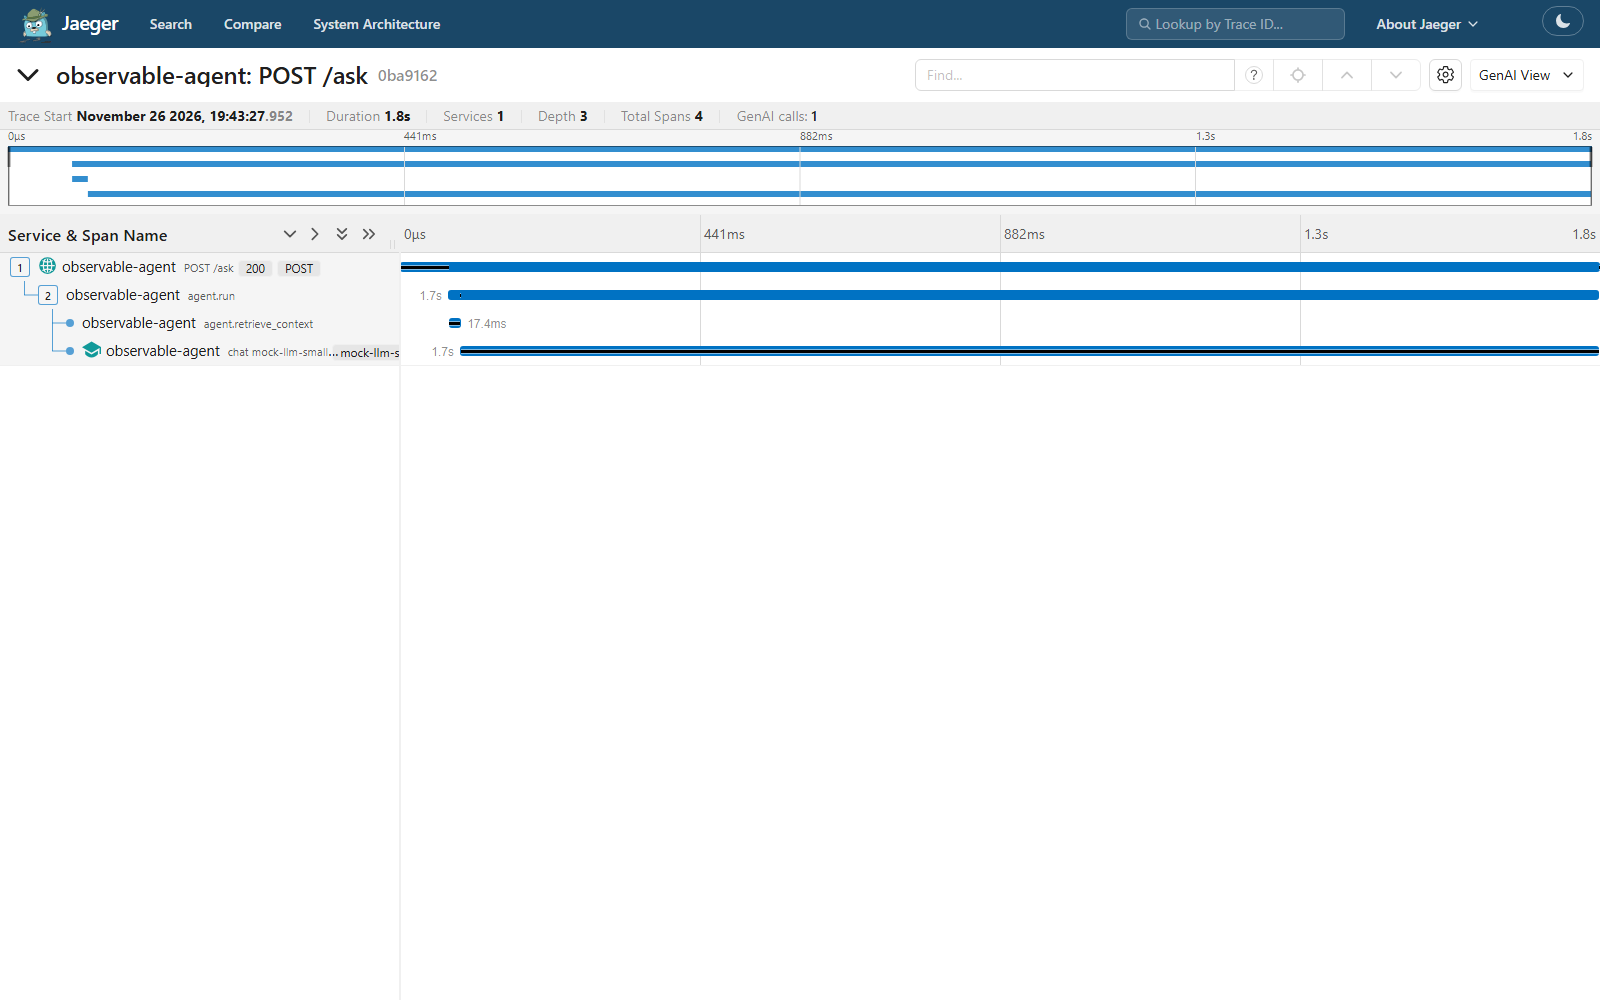 Jaeger Search Compare System Architecture Lookup by Trace ID... About Jaeger
observable-agent: POST /ask 0ba9162 Find... ? GenAI View
Trace Start November 26 2026, 19:43:27.952 Duration 1.8s Services 1 Depth 3 Total Spans 4 GenAI calls: 1
0μs 441ms 882ms 1.3s 1.8s
Service & Span Name 0μs 441ms 882ms 1.3s 1.8s
1 observable-agent POST /ask 200 POST
2 observable-agent agent.run 1.7s
observable-agent agent.retrieve_context 17.4ms
observable-agent chat mock-llm-small... mock-llm-s 1.7s